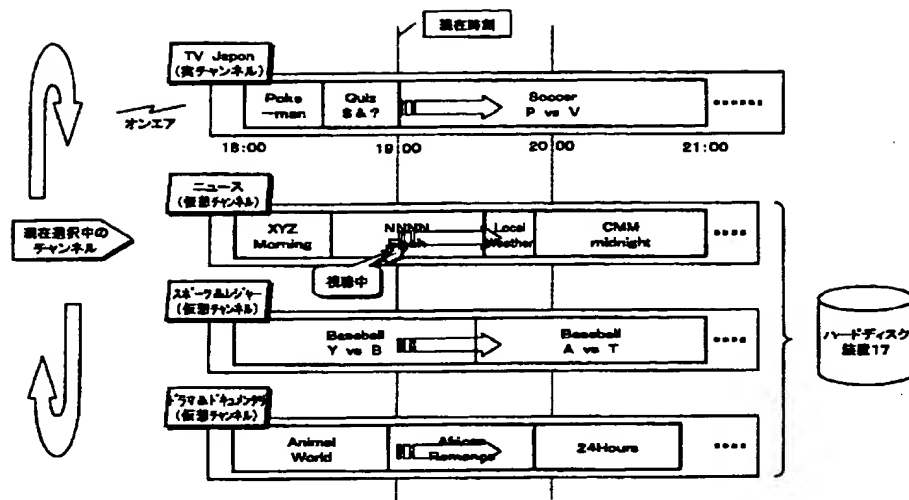 現在時刻
TV Japon
(実チャンネル)
オンエア
Poke
-man
Quiz
$ & ?
Soccer
P vs V
18:00
19:00
20:00
21:00
現在選択中の
チャンネル
ニュース
(仮想チャンネル)
XYZ
Morning
NNNN
Local
Weather
CMM
midnight
視聴中
スポーツ&レジャー
(仮想チャンネル)
Baseball
Y vs B
Baseball
A vs T
ハードディスク
装置17
ドラマ&ドキュメンタリ
(仮想チャンネル)
Animal
World
African
Romance
24Hours